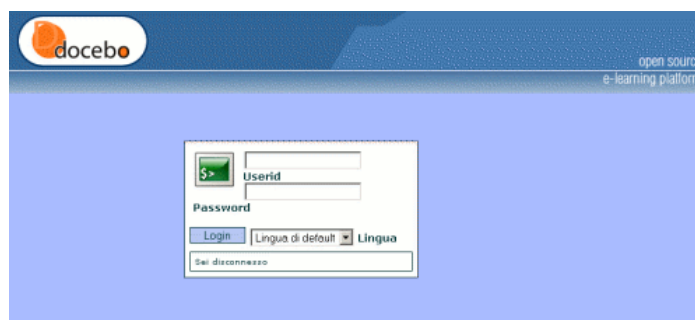 docebo
open sourc
e-learning platforn
$>
Userid
Password
Login Lingua di default Lingua
Sei disconnesso